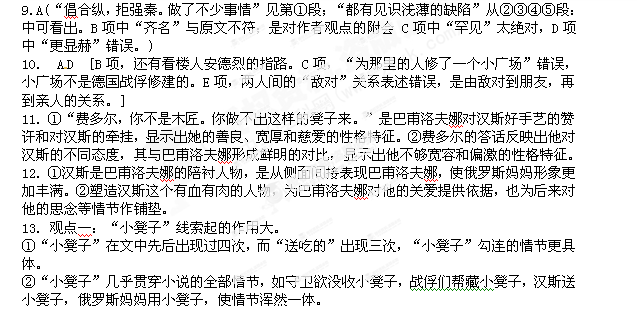 9.A(“倡合纵，拒强秦。做了不少事情”见第①段；“都有见识浅薄的缺陷”从②③④⑤段：
中可看出。B项中“齐名”与原文不符：是对作者观点的附会 C项中“罕见”太绝对，D项
中“更显赫”错误。)
10. AD [B项，还有看楼人安德烈的指路。C项，“为那里的人修了一个小广场”错误，
小广场不是德国战俘修建的。E项，两人间的“敌对”关系表述错误，是由敌对到朋友，再
到亲人的关系。]
11. ①“费多尔，你不是木匠。你做不出这样的凳子来。”是巴甫洛夫娜对汉斯好手艺的赞
许和对汉斯的牵挂，显示出她的善良、宽厚和慈爱的性格特征。②费多尔的答话反映出他对
汉斯的不同态度，其与巴甫洛夫娜形成鲜明的对比，显示出他不够宽容和偏激的性格特征。
12. ①汉斯是巴甫洛夫娜的陪衬人物，是从侧面间接表现巴甫洛夫娜，使俄罗斯妈妈形象更
加丰满。②塑造汉斯这个有血有肉的人物，为巴甫洛夫娜对他的关爱提供依据，也为后来对
他的思念等情节作铺垫。
13. 观点一：“小凳子”线索起的作用大。
①“小凳子”在文中先后出现过四次，而“送吃的”出现三次，“小凳子”勾连的情节更具
体。
②“小凳子”几乎贯穿小说的全部情节，如守卫欲没收小凳子，战俘们帮藏小凳子，汉斯送
小凳子，俄罗斯妈妈用小凳子，使情节浑然一体。